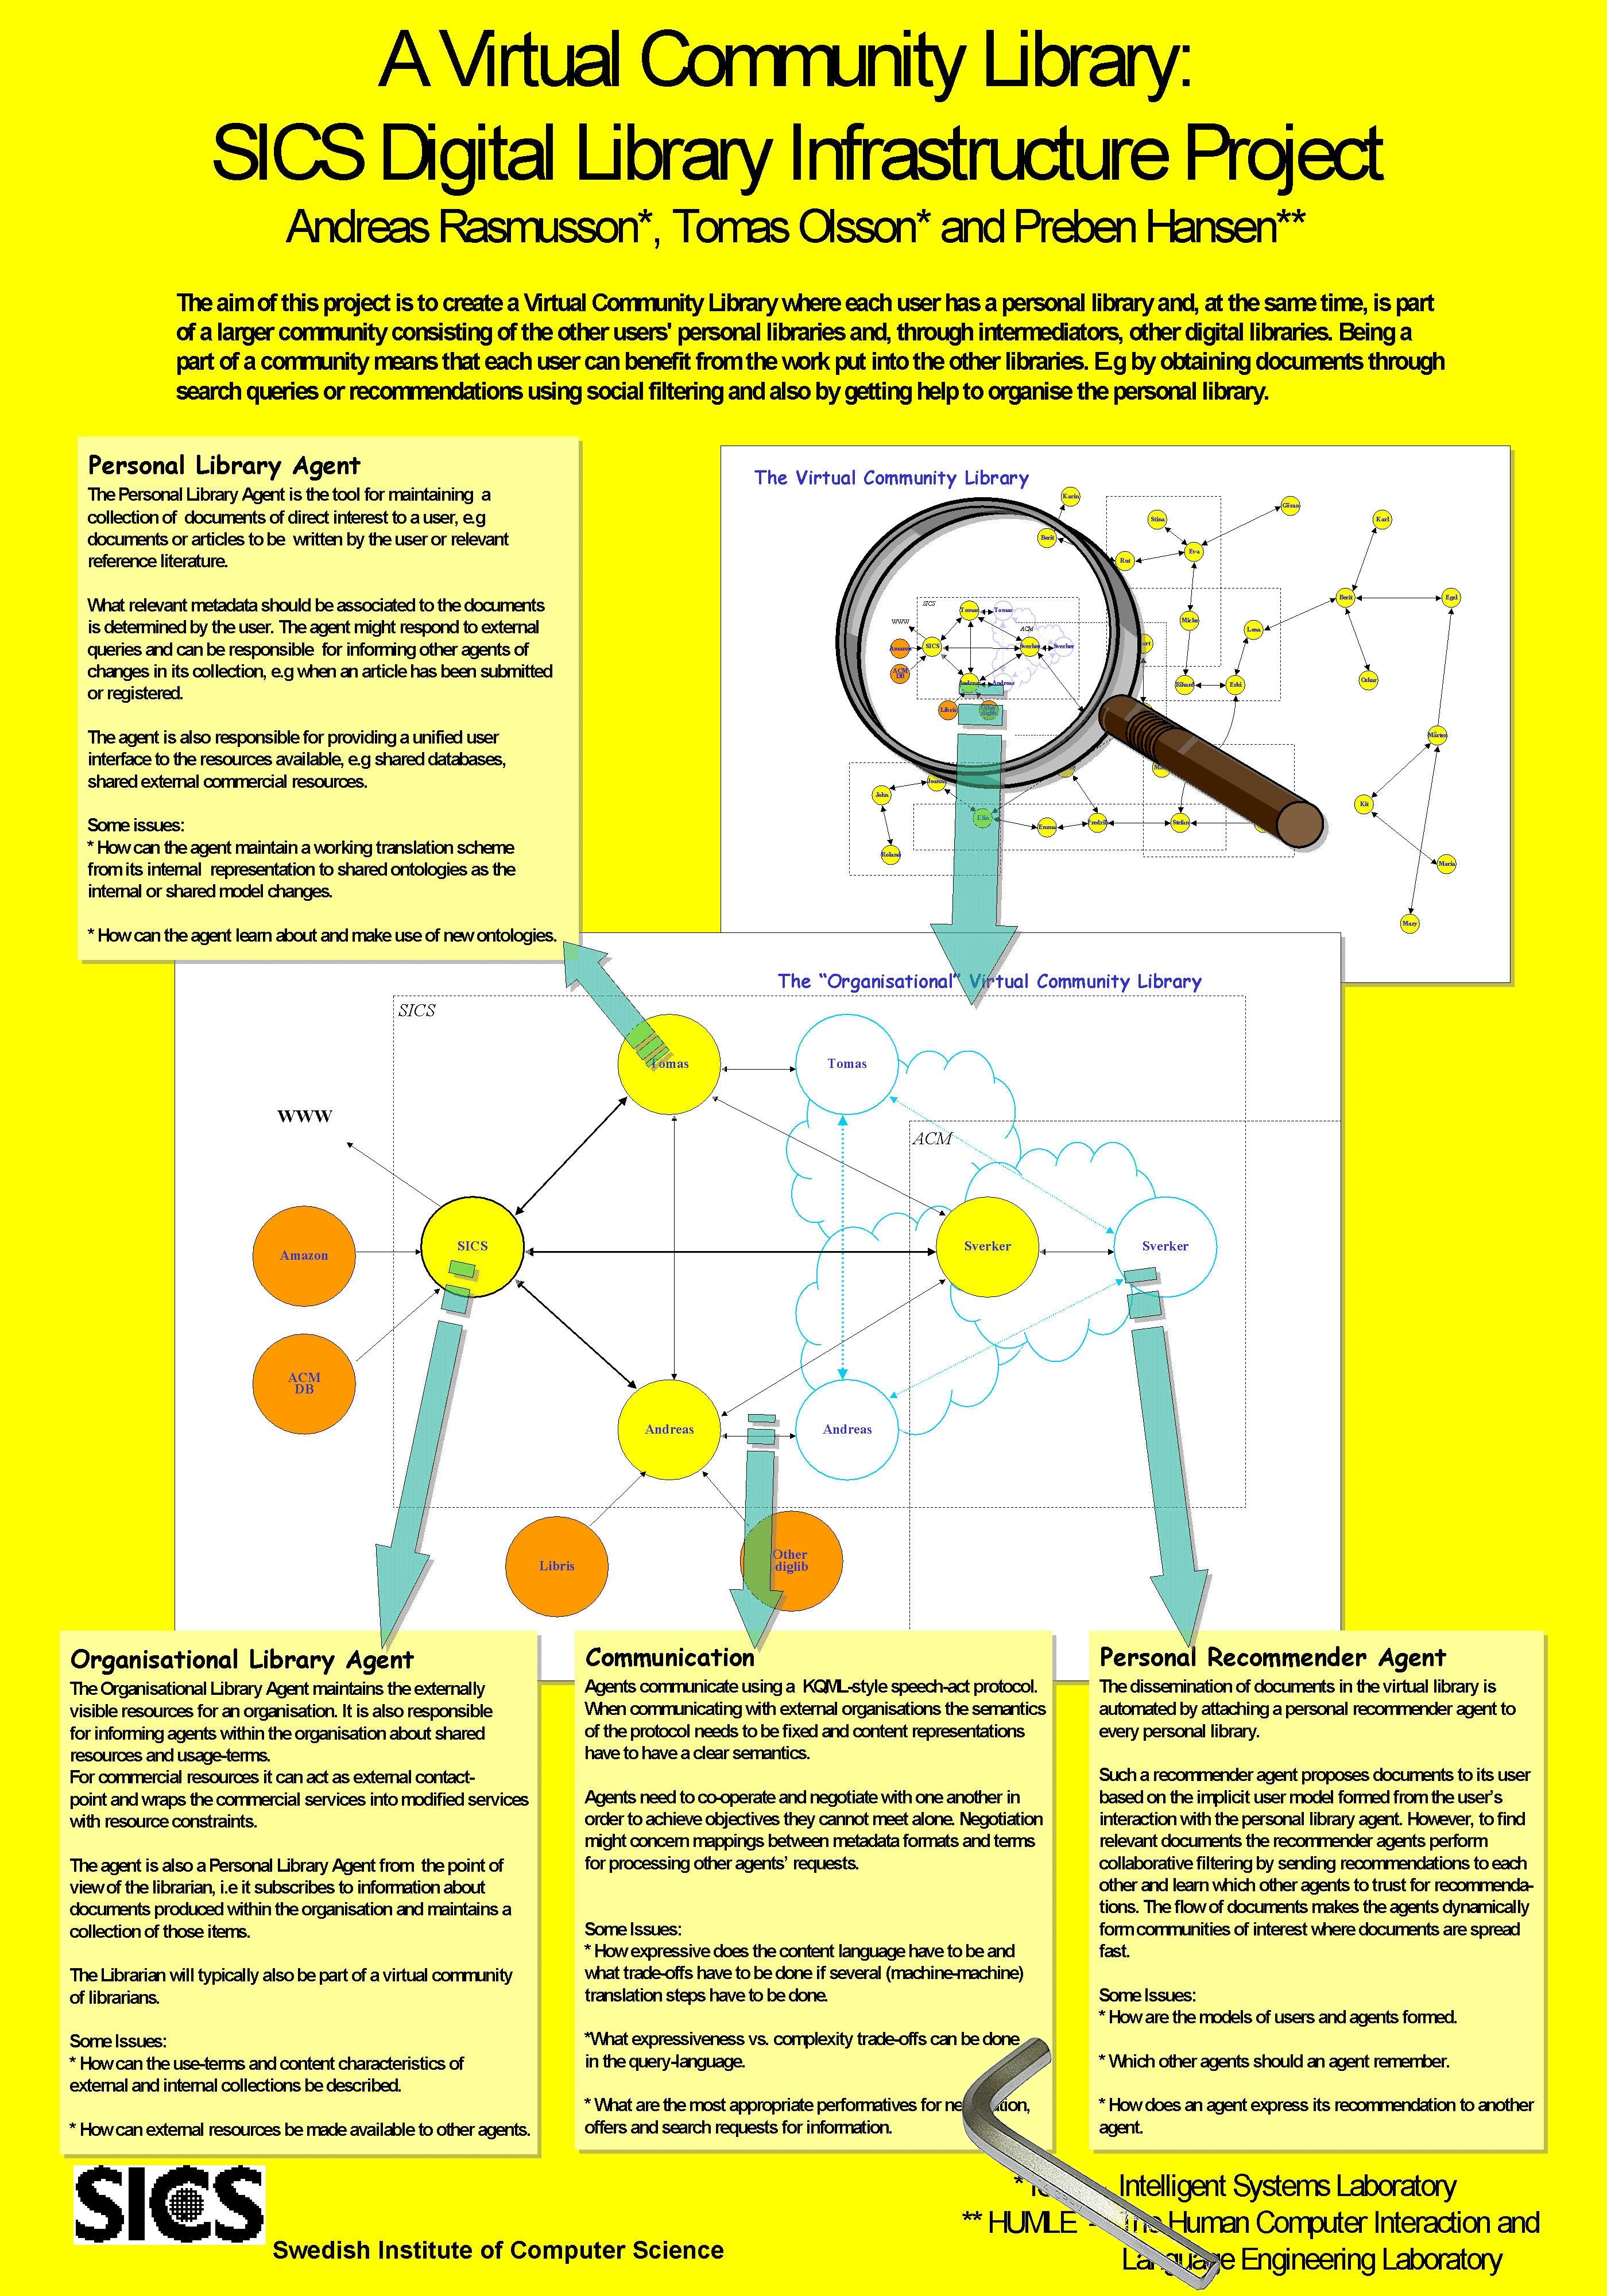 A Virtual Community Library:
SICS Digital Library Infrastructure Project
Andreas Rasmusson*, Tomas Olsson* and Preben Hansen**
The aim of this project is to create a Virtual Community Library where each user has a personal library and, at the same time, is part
of a larger community consisting of the other users' personal libraries and, through intermediators, other digital libraries. Being a
part of a community means that each user can benefit from the work put into the other libraries. E.g by obtaining documents through
search queries or recommendations using social filtering and also by getting help to organise the personal library.
Personal Library Agent
The Personal Library Agent is the tool for maintaining a
collection of documents of direct interest to a user, e.g
documents or articles to be written by the user or relevant
reference literature.
What relevant metadata should be associated to the documents
is determined by the user. The agent might respond to external
queries and can be responsible for informing other agents of
changes in its collection, e.g when an article has been submitted
or registered.
The agent is also responsible for providing a unified user
interface to the resources available, e.g shared databases,
shared external commercial resources.
Some issues:
* How can the agent maintain a working translation scheme
from its internal representation to shared ontologies as the
internal or shared model changes.
* How can the agent learn about and make use of new ontologies.
The Virtual Community Library
Karin
Göran
Stina
Karl
Berit
Eva
Rut
SICS
Tomas
Tomas
Berit
Egel
WWW
Micke
ACM
Lena
Amazon
SICS
Sverker
Sverker
ACM
DB
Andreas
Andreas
Rikard
Erki
Oskar
Libris
Mårten
John
Joanna
Kit
Elin
Emma
Fredrik
Stefan
Roland
Maria
Mary
The “Organisational” Virtual Community Library
SICS
Tomas
Tomas
WWW
ACM
Amazon
SICS
Sverker
Sverker
ACM
DB
Andreas
Andreas
Libris
Other
diglib
Organisational Library Agent
The Organisational Library Agent maintains the externally
visible resources for an organisation. It is also responsible
for informing agents within the organisation about shared
resources and usage-terms.
For commercial resources it can act as external contact-
point and wraps the commercial services into modified services
with resource constraints.
The agent is also a Personal Library Agent from the point of
view of the librarian, i.e it subscribes to information about
documents produced within the organisation and maintains a
collection of those items.
The Librarian will typically also be part of a virtual community
of librarians.
Some Issues:
* How can the use-terms and content characteristics of
external and internal collections be described.
* How can external resources be made available to other agents.
Communication
Agents communicate using a KQML-style speech-act protocol.
When communicating with external organisations the semantics
of the protocol needs to be fixed and content representations
have to have a clear semantics.
Agents need to co-operate and negotiate with one another in
order to achieve objectives they cannot meet alone. Negotiation
might concern mappings between metadata formats and terms
for processing other agents’ requests.
Some Issues:
* How expressive does the content language have to be and
what trade-offs have to be done if several (machine-machine)
translation steps have to be done.
*What expressiveness vs. complexity trade-offs can be done
in the query-language.
* What are the most appropriate performatives for
offers and search requests for information.
Personal Recommender Agent
The dissemination of documents in the virtual library is
automated by attaching a personal recommender agent to
every personal library.
Such a recommender agent proposes documents to its user
based on the implicit user model formed from the user’s
interaction with the personal library agent. However, to find
relevant documents the recommender agents perform
collaborative filtering by sending recommendations to each
other and learn which other agents to trust for recommenda-
tions. The flow of documents makes the agents dynamically
form communities of interest where documents are spread
fast.
Some Issues:
* How are the models of users and agents formed.
* Which other agents should an agent remember.
* How does an agent express its recommendation to another
agent.
SICS
Swedish Institute of Computer Science
* Intelligent Systems Laboratory
** HUMLE - The Human Computer Interaction and
Language Engineering Laboratory